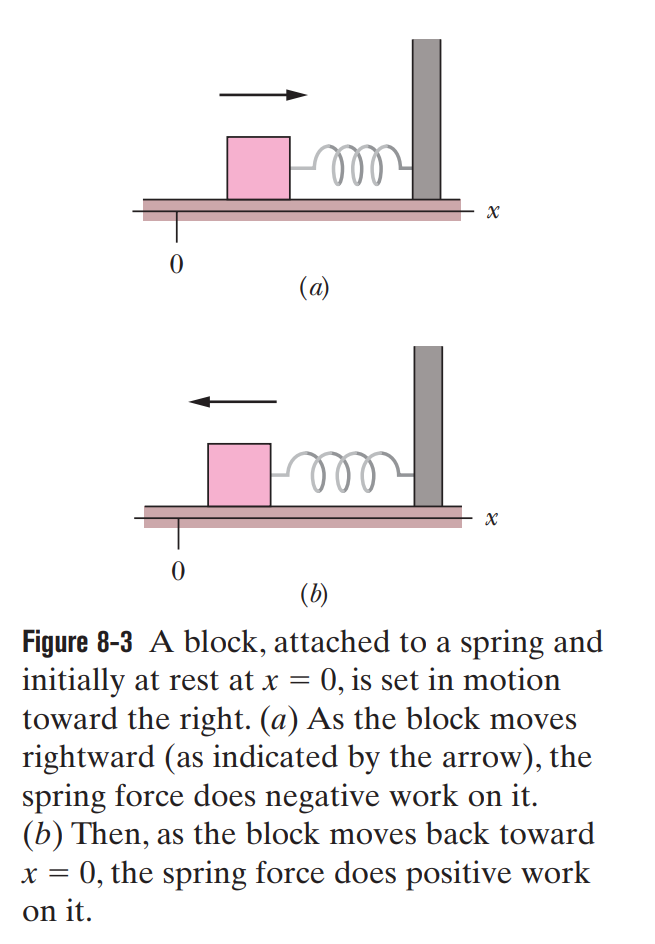 x
0
(a)
x
0
(b)
Figure 8-3 A block, attached to a spring and
initially at rest at x = 0, is set in motion
toward the right. (a) As the block moves
rightward (as indicated by the arrow), the
spring force does negative work on it.
(b) Then, as the block moves back toward
x = 0, the spring force does positive work
on it.